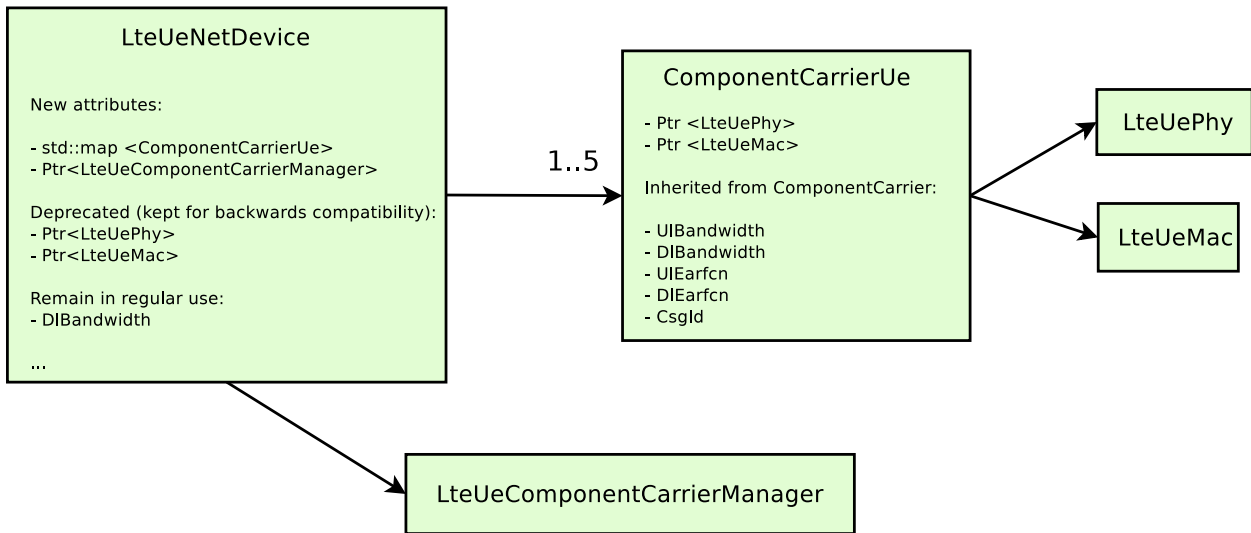 LteUeNetDevice
New attributes:
- std::map <ComponentCarrierUe>
- Ptr<LteUeComponentCarrierManager>
Deprecated (kept for backwards compatibility):
- Ptr<LteUePhy>
- Ptr<LteUeMac>
Remain in regular use:
- DlBandwidth
...
1..5
ComponentCarrierUe
- Ptr <LteUePhy>
- Ptr <LteUeMac>
Inherited from ComponentCarrier:
- UlBandwidth
- DlBandwidth
- UlEarfcn
- DlEarfcn
- CsgId
LteUePhy
LteUeMac
LteUeComponentCarrierManager